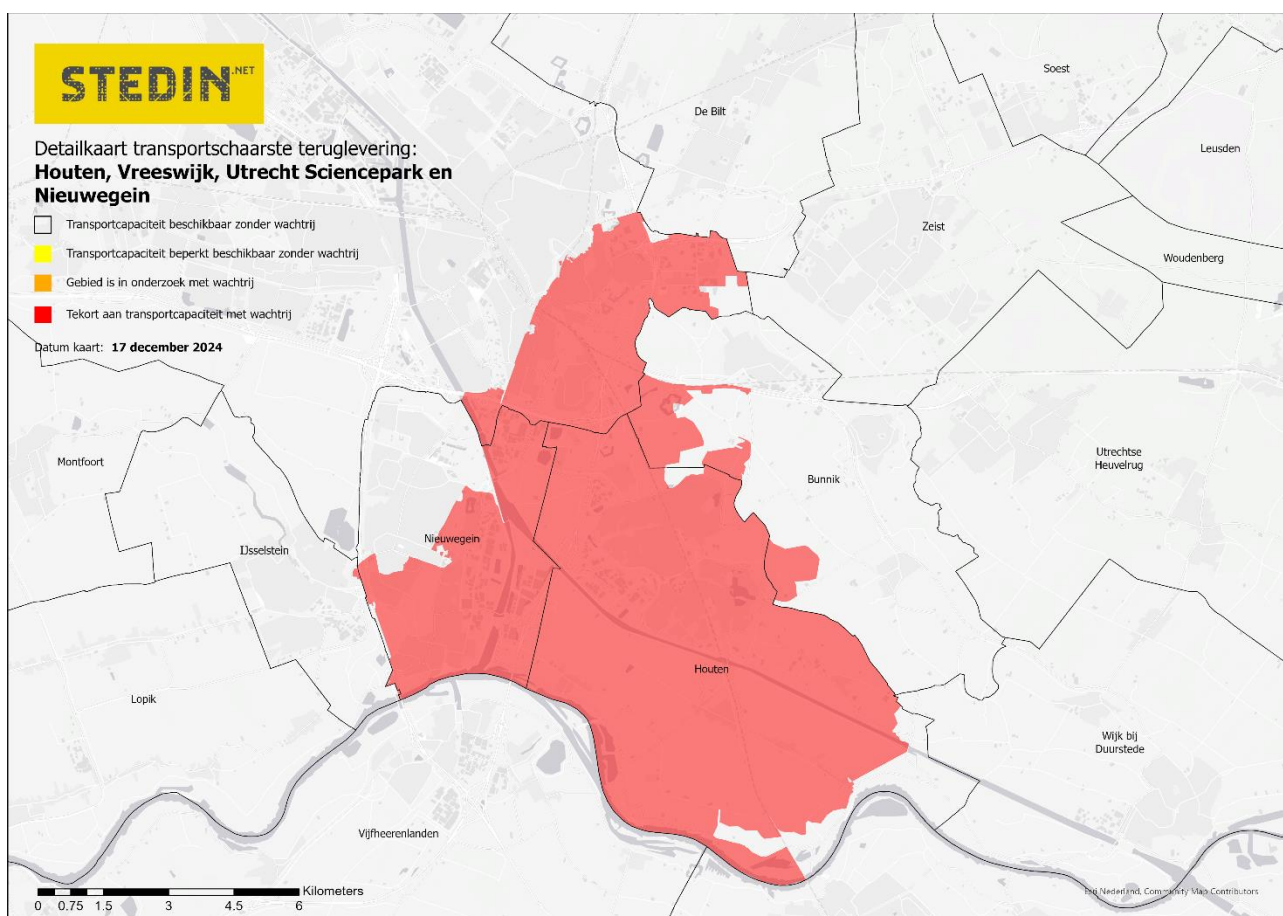 STEDIN.NET
Detailkaart transportschaarste teruglevering:
Houten, Vreeswijk, Utrecht Sciencepark en
Nieuwegein
Transportcapaciteit beschikbaar zonder wachtrij
Transportcapaciteit beperkt beschikbaar zonder wachtrij
Gebied is in onderzoek met wachtrij
Tekort aan transportcapaciteit met wachtrij
Datum kaart: 17 december 2024
Soest
De Bilt
Leusden
Zeist
Woudenberg
Montfoort
Utrechtse
Heuvelrug
Bunnik
IJsselstein
Nieuwegein
Houten
Lopik
Wijk bij
Duurstede
Vijfheerenlanden
Kilometers
0 0.75 1.5 3 4.5 6
Esri Nederland, Community Map Contributors